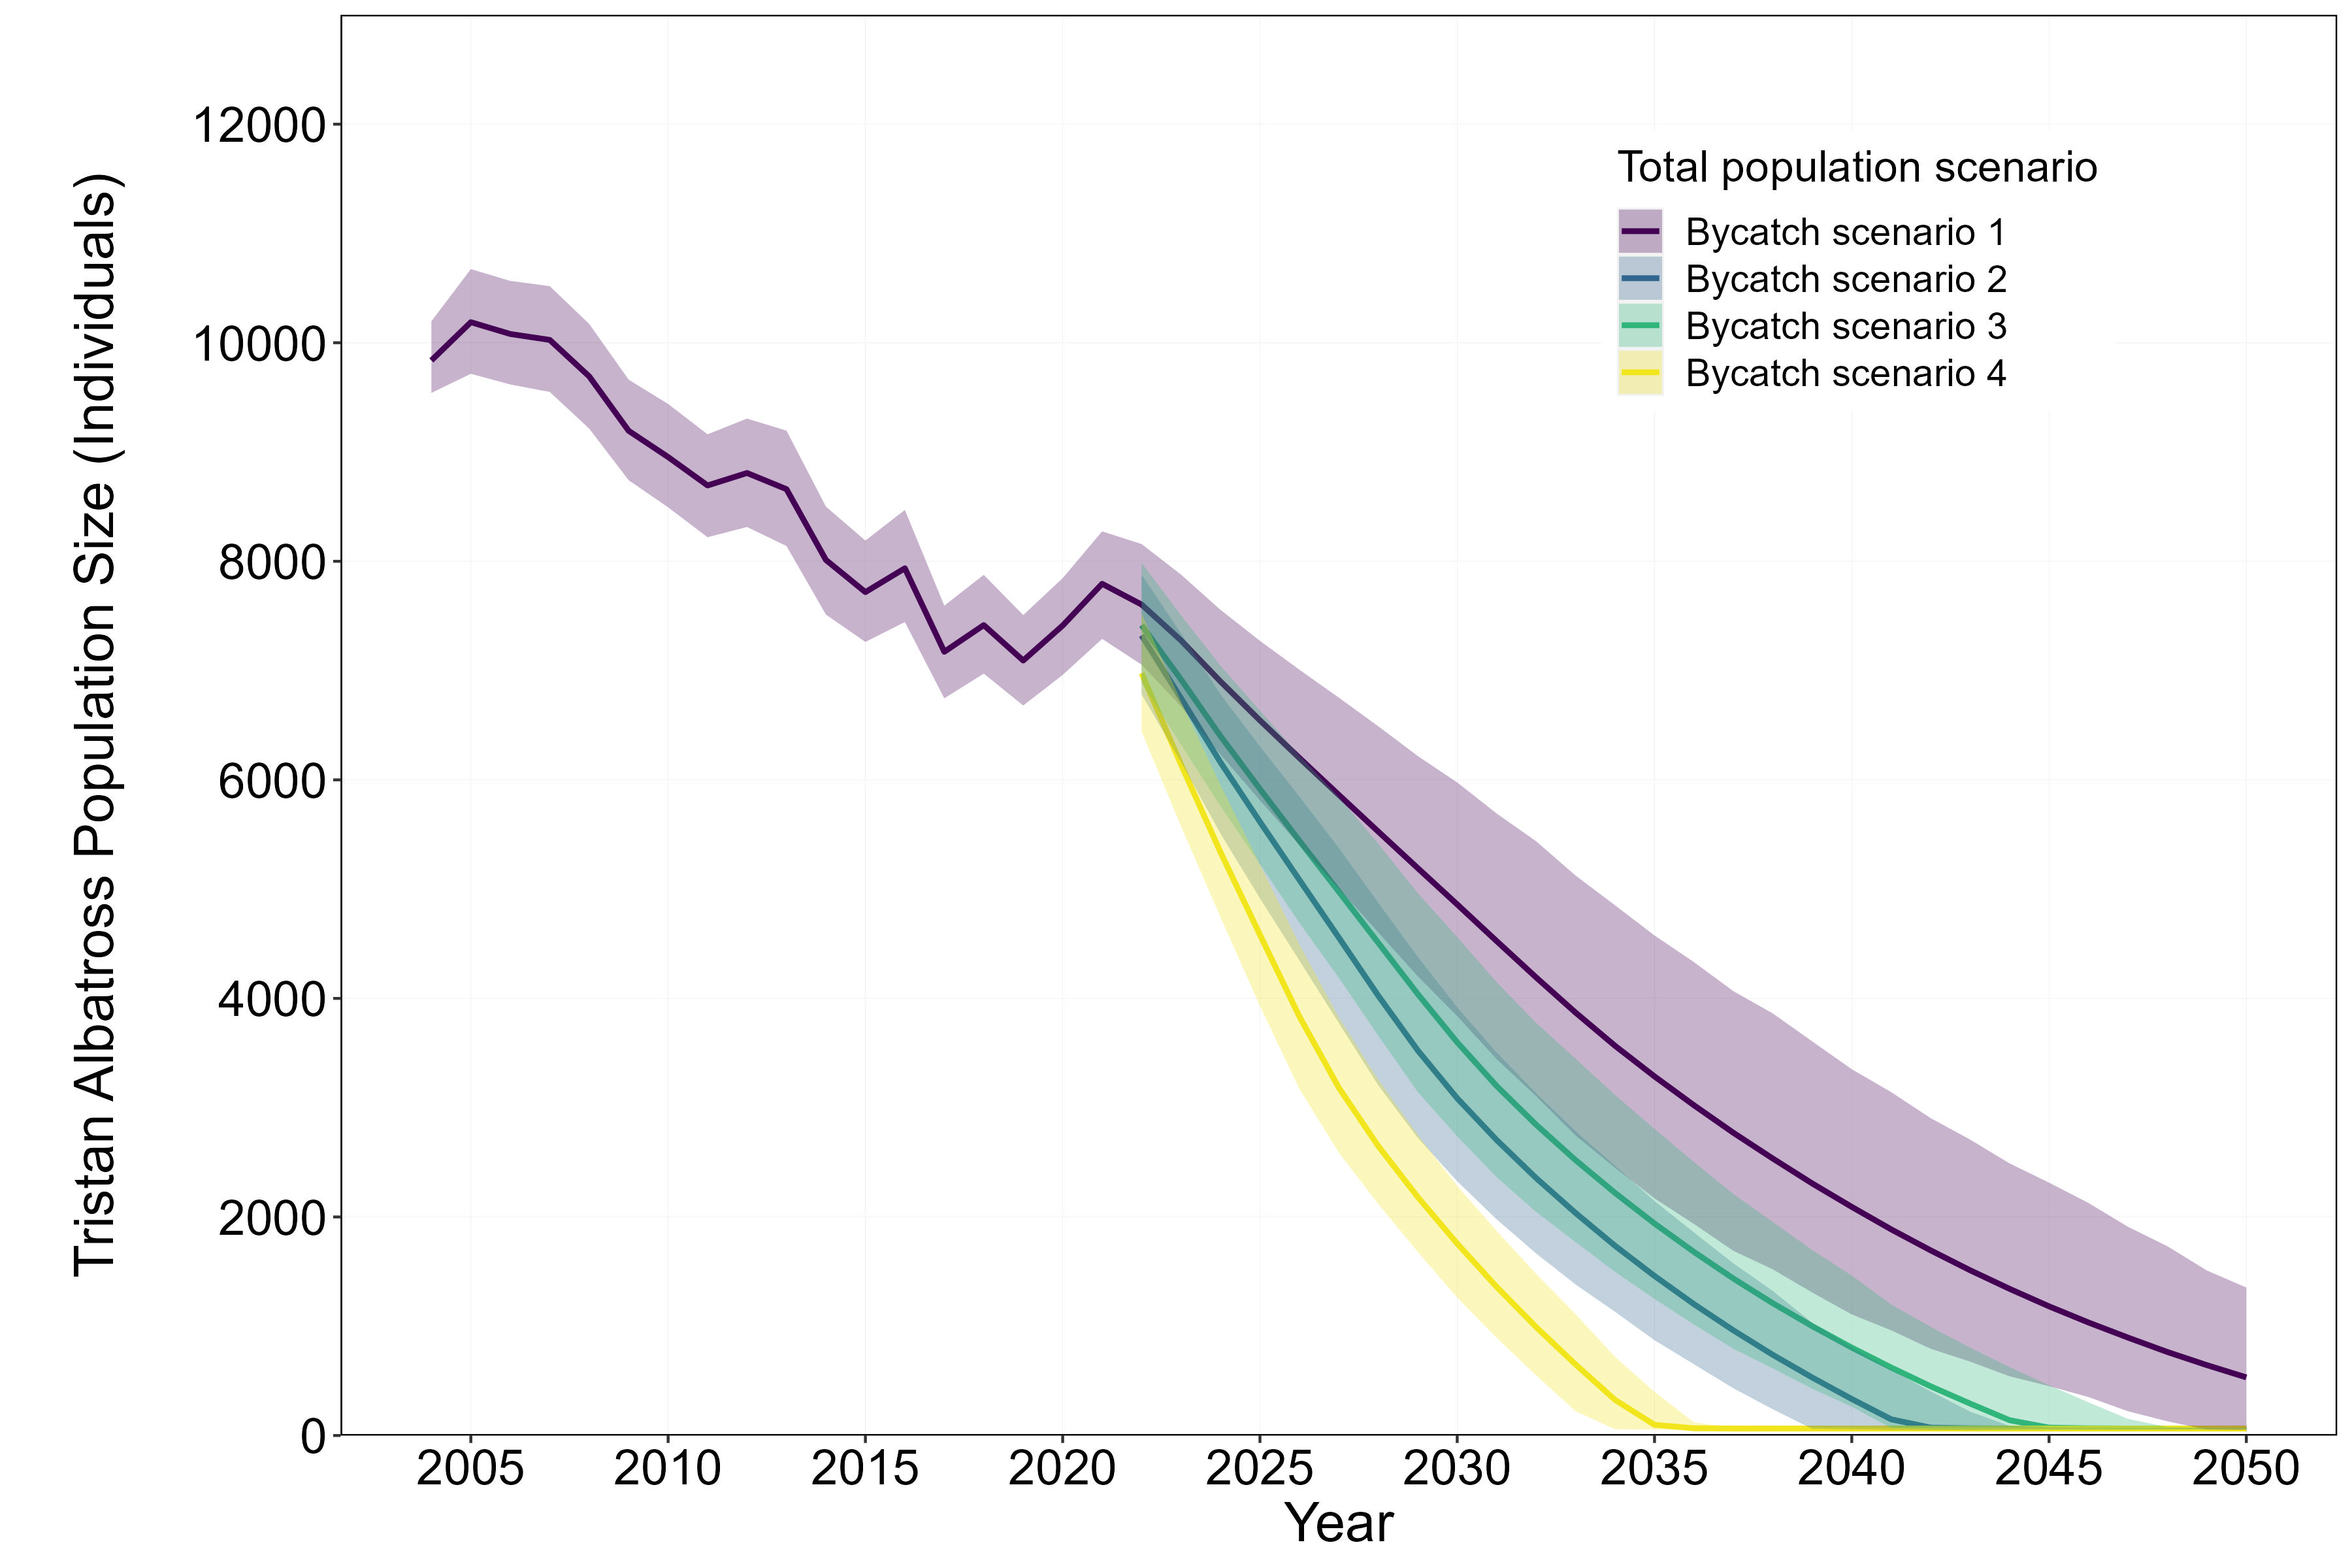 Tristan Albatross Population Size (Individuals)
12000
10000
8000
6000
4000
2000
0
Total population scenario
Bycatch scenario 1
Bycatch scenario 2
Bycatch scenario 3
Bycatch scenario 4
2005 2010 2015 2020 2025 2030 2035 2040 2045 2050
Year